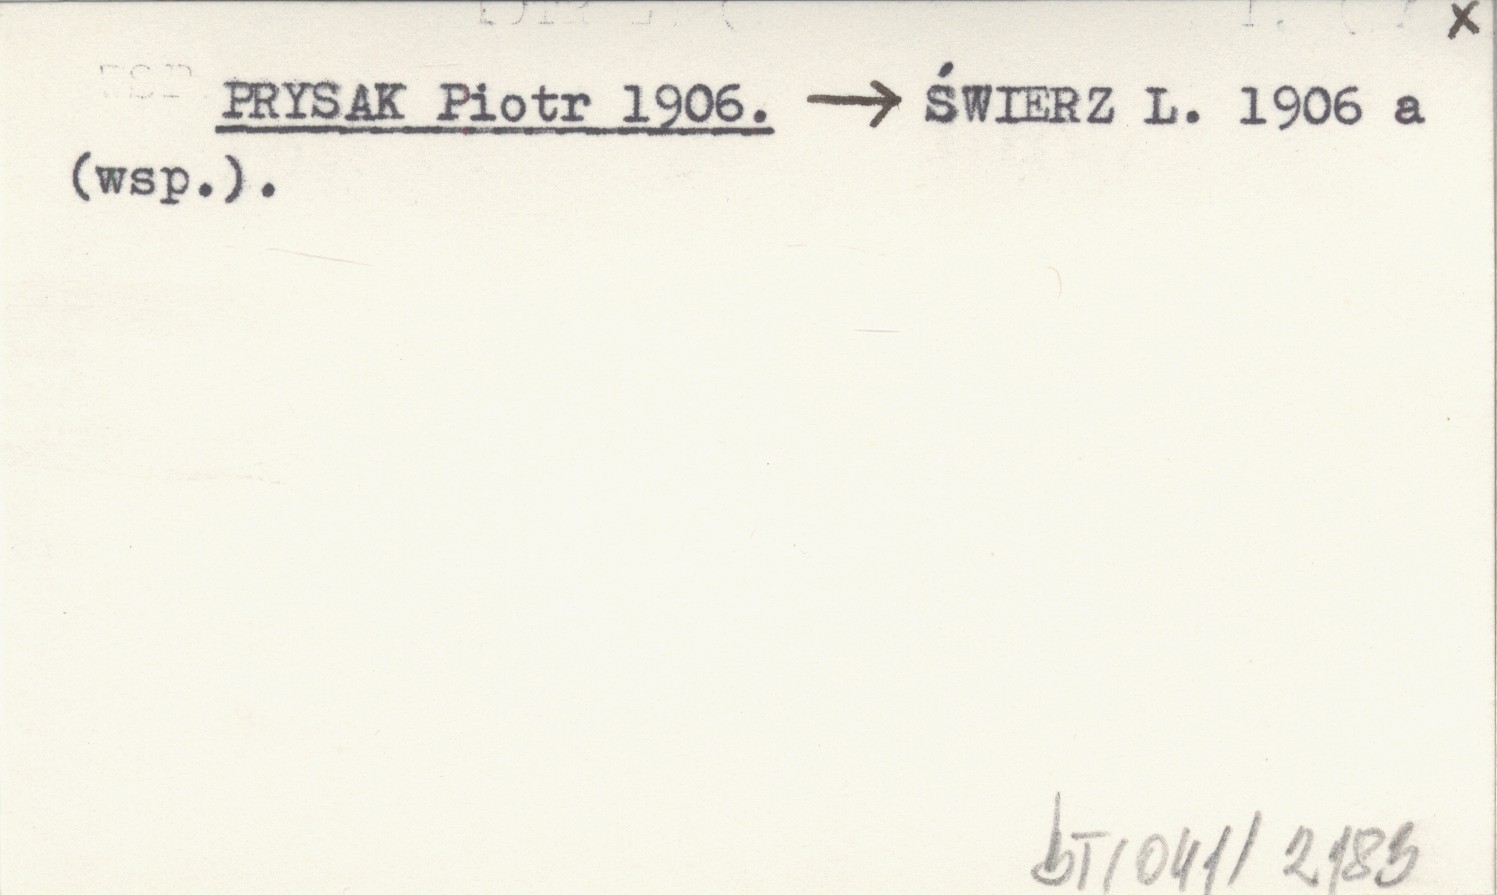 x
PRYSAK Piotr 1906. → ŚWIERZ L. 1906 a
(wsp.).
bT/041/2183